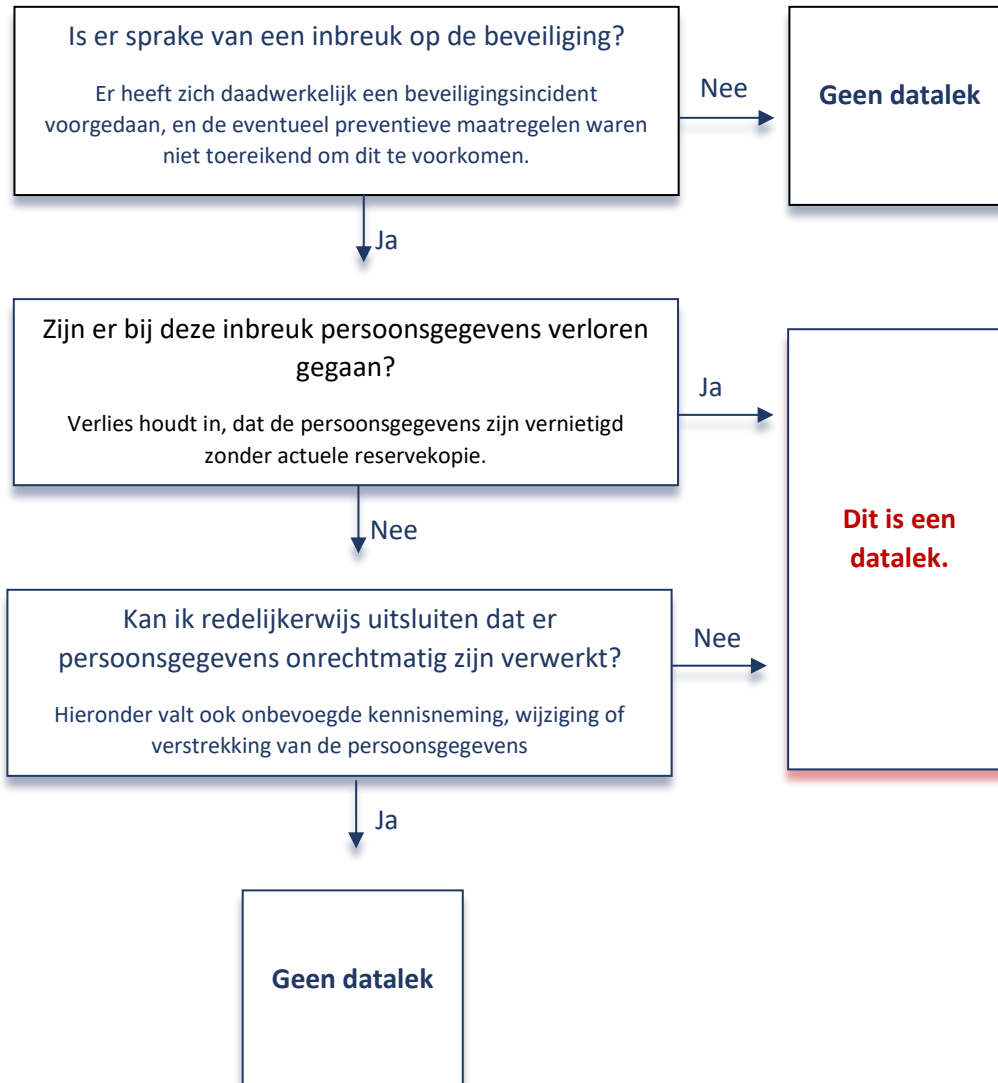 Is er sprake van een inbreuk op de beveiliging?
Er heeft zich daadwerkelijk een beveiligingsincident
voorgedaan, en de eventueel preventieve maatregelen waren
niet toereikend om dit te voorkomen.
Nee
Geen datalek
Ja
Zijn er bij deze inbreuk persoonsgegevens verloren
gegaan?
Verlies houdt in, dat de persoonsgegevens zijn vernietigd
zonder actuele reservekopie.
Ja
Dit is een
datalek.
Nee
Kan ik redelijkerwijs uitsluiten dat er
persoonsgegevens onrechtmatig zijn verwerkt?
Hieronder valt ook onbevoegde kennisneming, wijziging of
verstrekking van de persoonsgegevens
Nee
Ja
Geen datalek